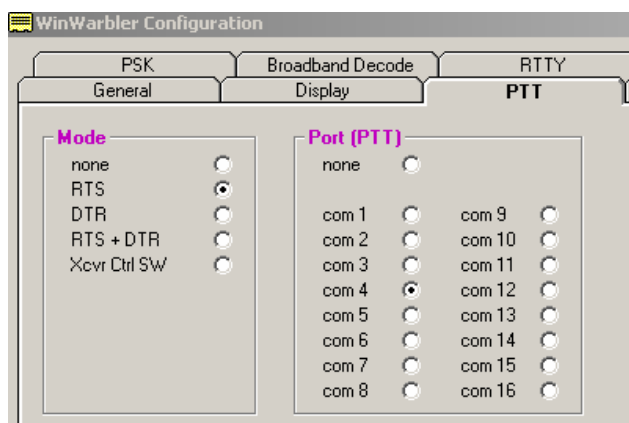 WinWarbler Configuration
PSK Broadband Decode RTTY
General Display PTT
Mode Port (PTT)
none none
RTS
DTR com 1 com 9
RTS + DTR com 2 com 10
Xcvr Ctrl SW com 3 com 11
com 4 com 12
com 5 com 13
com 6 com 14
com 7 com 15
com 8 com 16